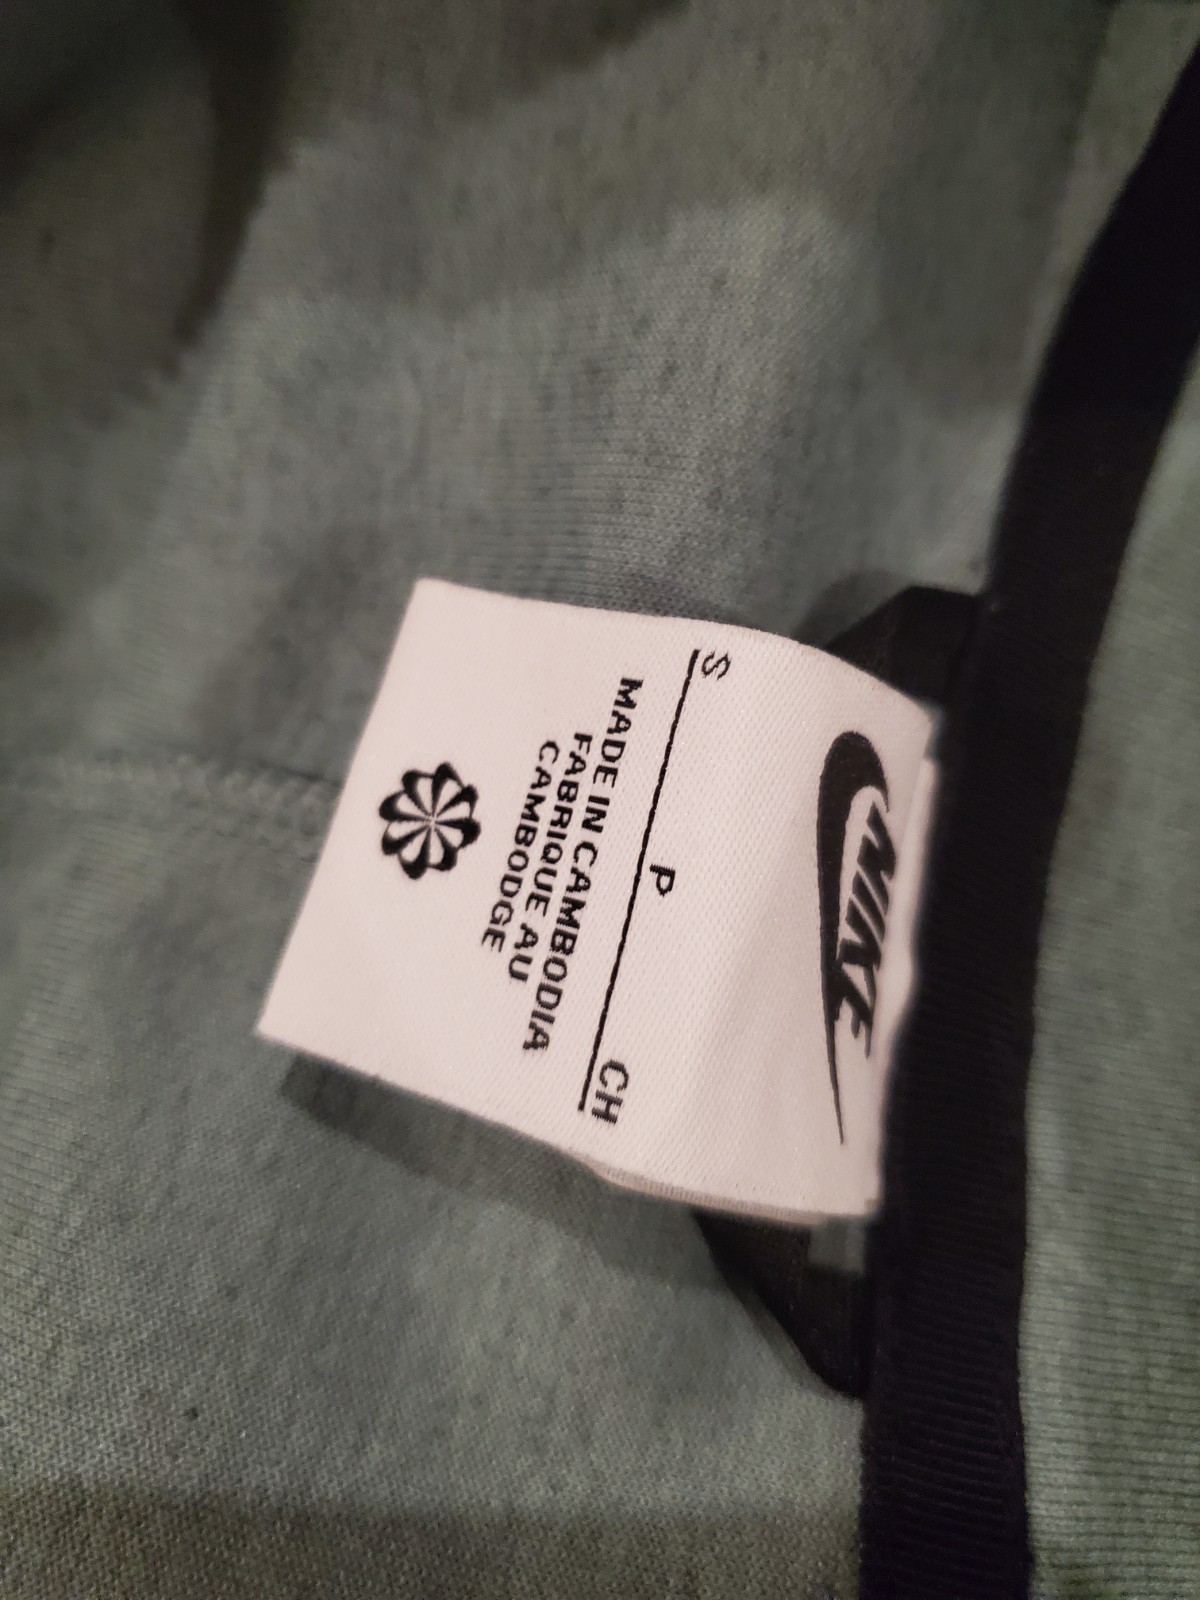 NIKE
S P CH
MADE IN CAMBODIA
FABRIQUE AU
CAMBODGE